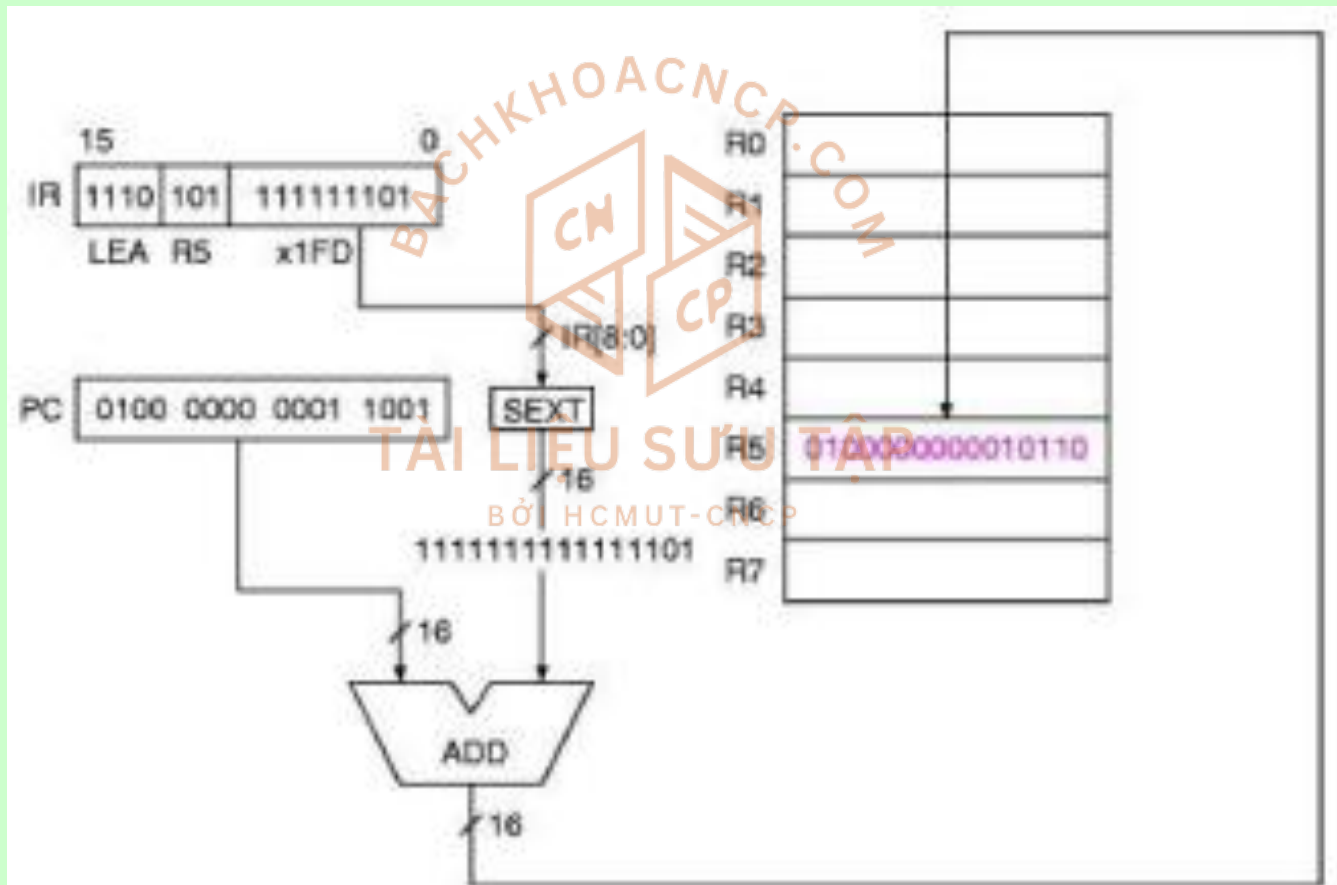 15 0
IR 1110 101 111111101
LEA R5 x1FD
IR[8:0]
PC 0100 0000 0001 1001
SEXT
16
1111111111111101
16
ADD
16
R0
R1
R2
R3
R4
R5 0100000000010110
R6
R7
BACHKHOACNCP.COM
CN
CP
TÀI LIỆU SƯU TẬP
BỞI HCMUT-CNCP